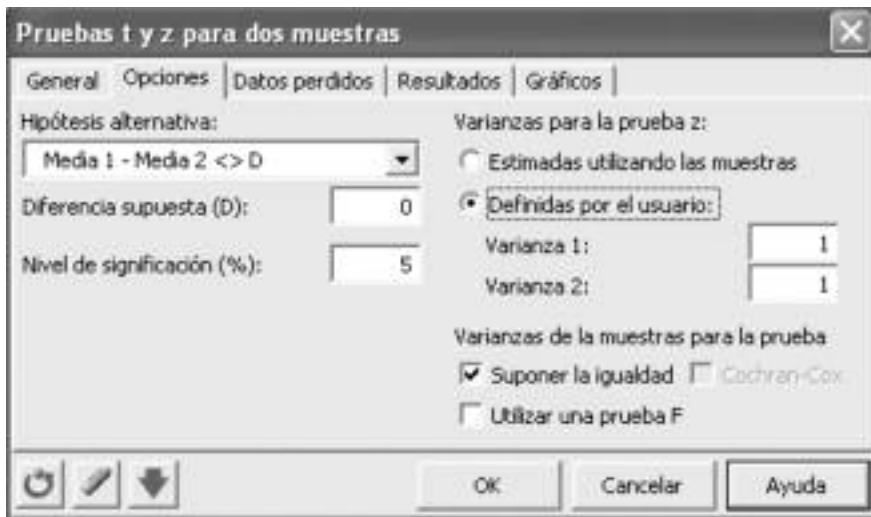 Pruebas t y z para dos muestras
General Opciones Datos perdidos Resultados Gráficos
Hipótesis alternativa:
Media 1 - Media 2 <> D
Diferencia supuesta (D): 0
Nivel de significación (%): 5
Varianzas para la prueba z:
Estimadas utilizando las muestras
Definidas por el usuario:
Varianza 1: 1
Varianza 2: 1
Varianzas de la muestras para la prueba
Suponer la igualdad Cochran-Cox
Utilizar una prueba F
OK Cancelar Ayuda